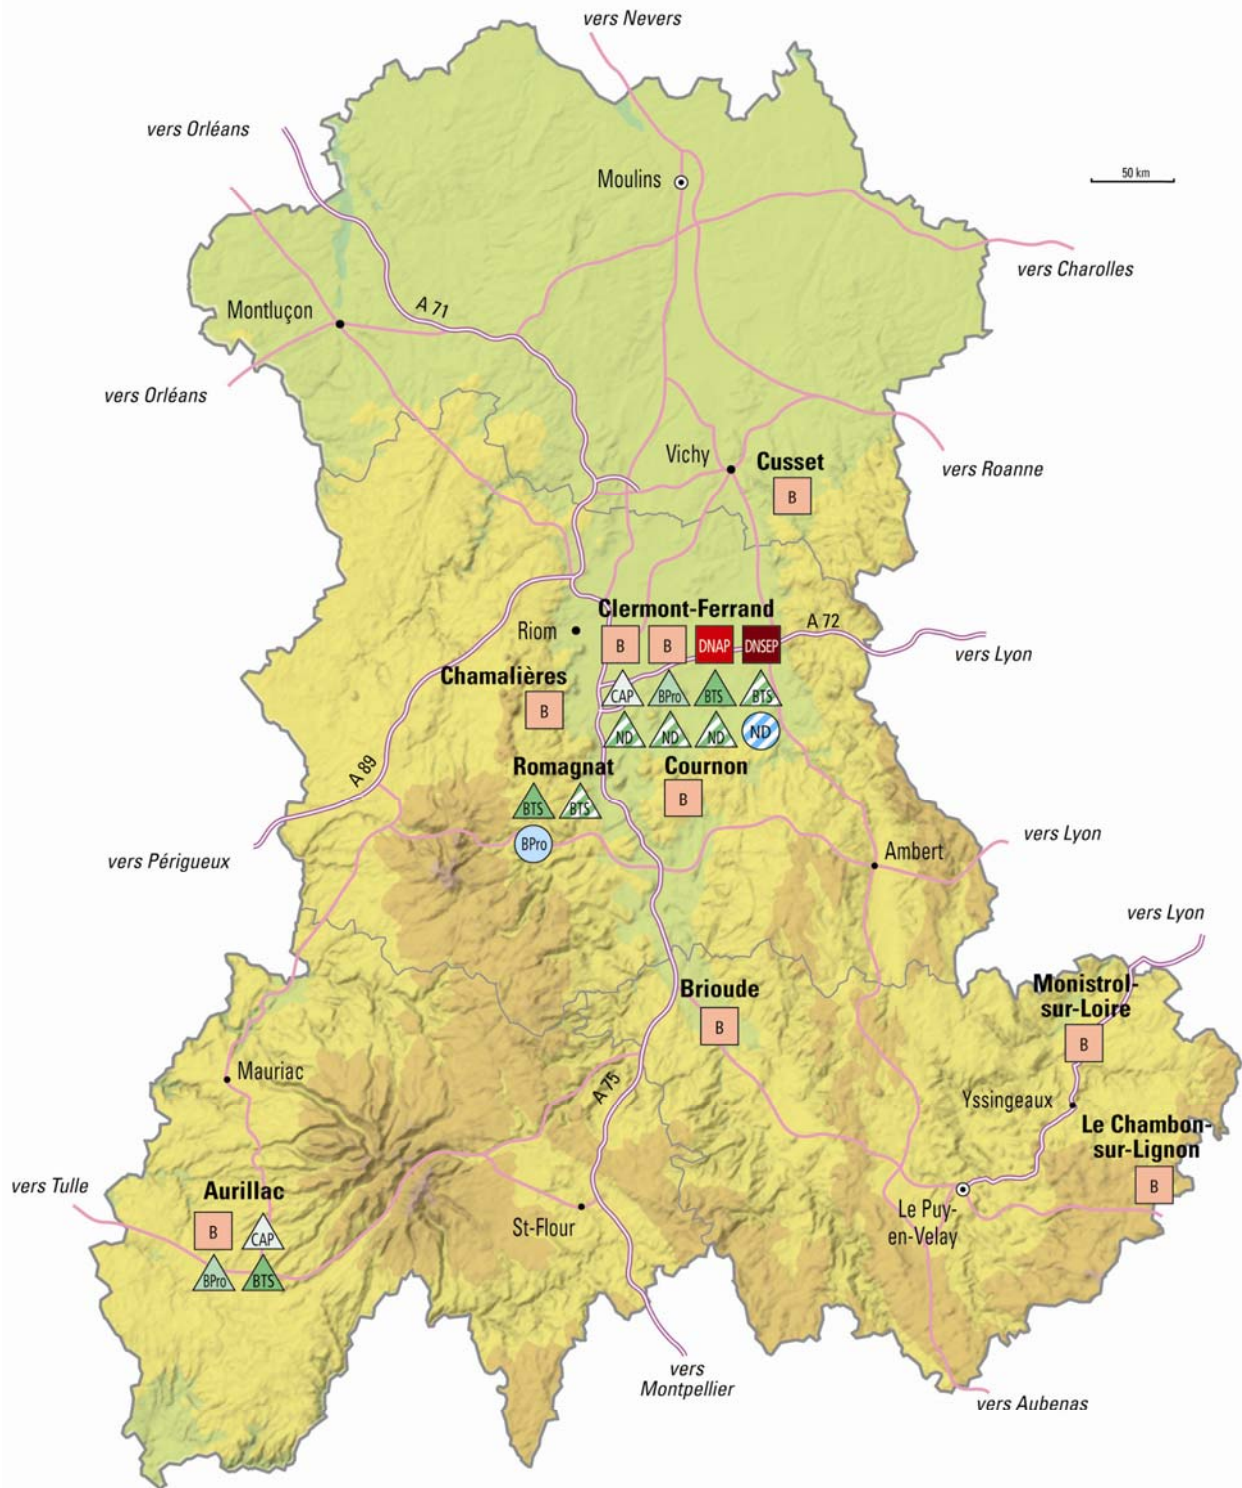 vers Nevers
vers Orléans
Moulins
50 km
vers Charolles
Montluçon
A 71
vers Orléans
Vichy
Cusset
vers Roanne
B
Clermont-Ferrand
Riom
B
B
DNAP
DNSEP
A 72
vers Lyon
Chamalières
CAP
BPro
BTS
BTS
B
ND
ND
ND
ND
A 89
Romagnat
Cournon
BTS
BTS
B
vers Périgueux
BPro
Ambert
vers Lyon
vers Lyon
Brioude
Monistrol-
sur-Loire
B
B
Mauriac
A 75
Yssingeaux
Le Chambon-
sur-Lignon
vers Tulle
Aurillac
B
B
CAP
St-Flour
Le Puy-
en-Velay
BPro
BTS
vers
Montpellier
vers Aubenas